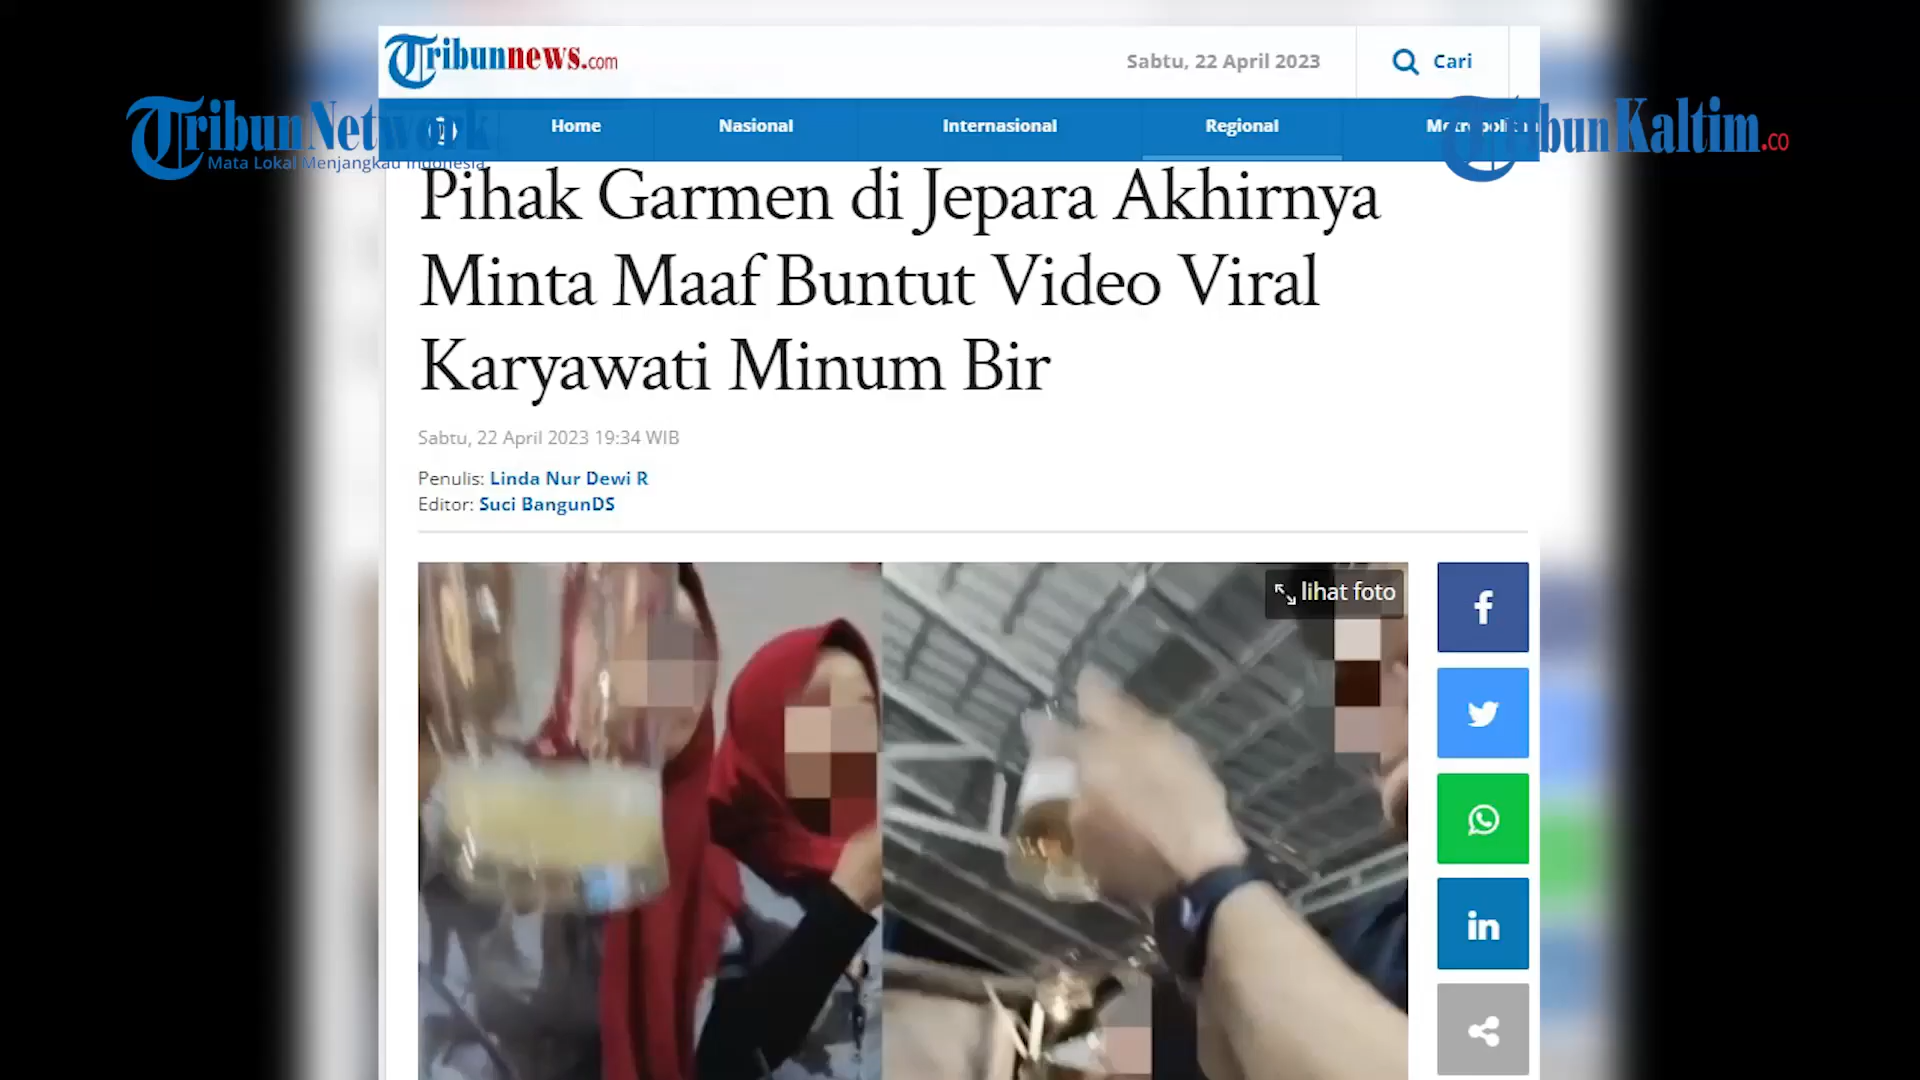 Tribunnews.com
Sabtu, 22 April 2023
Cari
TribunNetwork
Mata Lokal Menjangkau Indonesia
Home
Nasional
Internasional
Regional
Metropolitan
TribunKaltim.co
Pihak Garmen di Jepara Akhirnya
Minta Maaf Buntut Video Viral
Karyawati Minum Bir
Sabtu, 22 April 2023 19:34 WIB
Penulis: Linda Nur Dewi R
Editor: Suci BangunDS
lihat foto